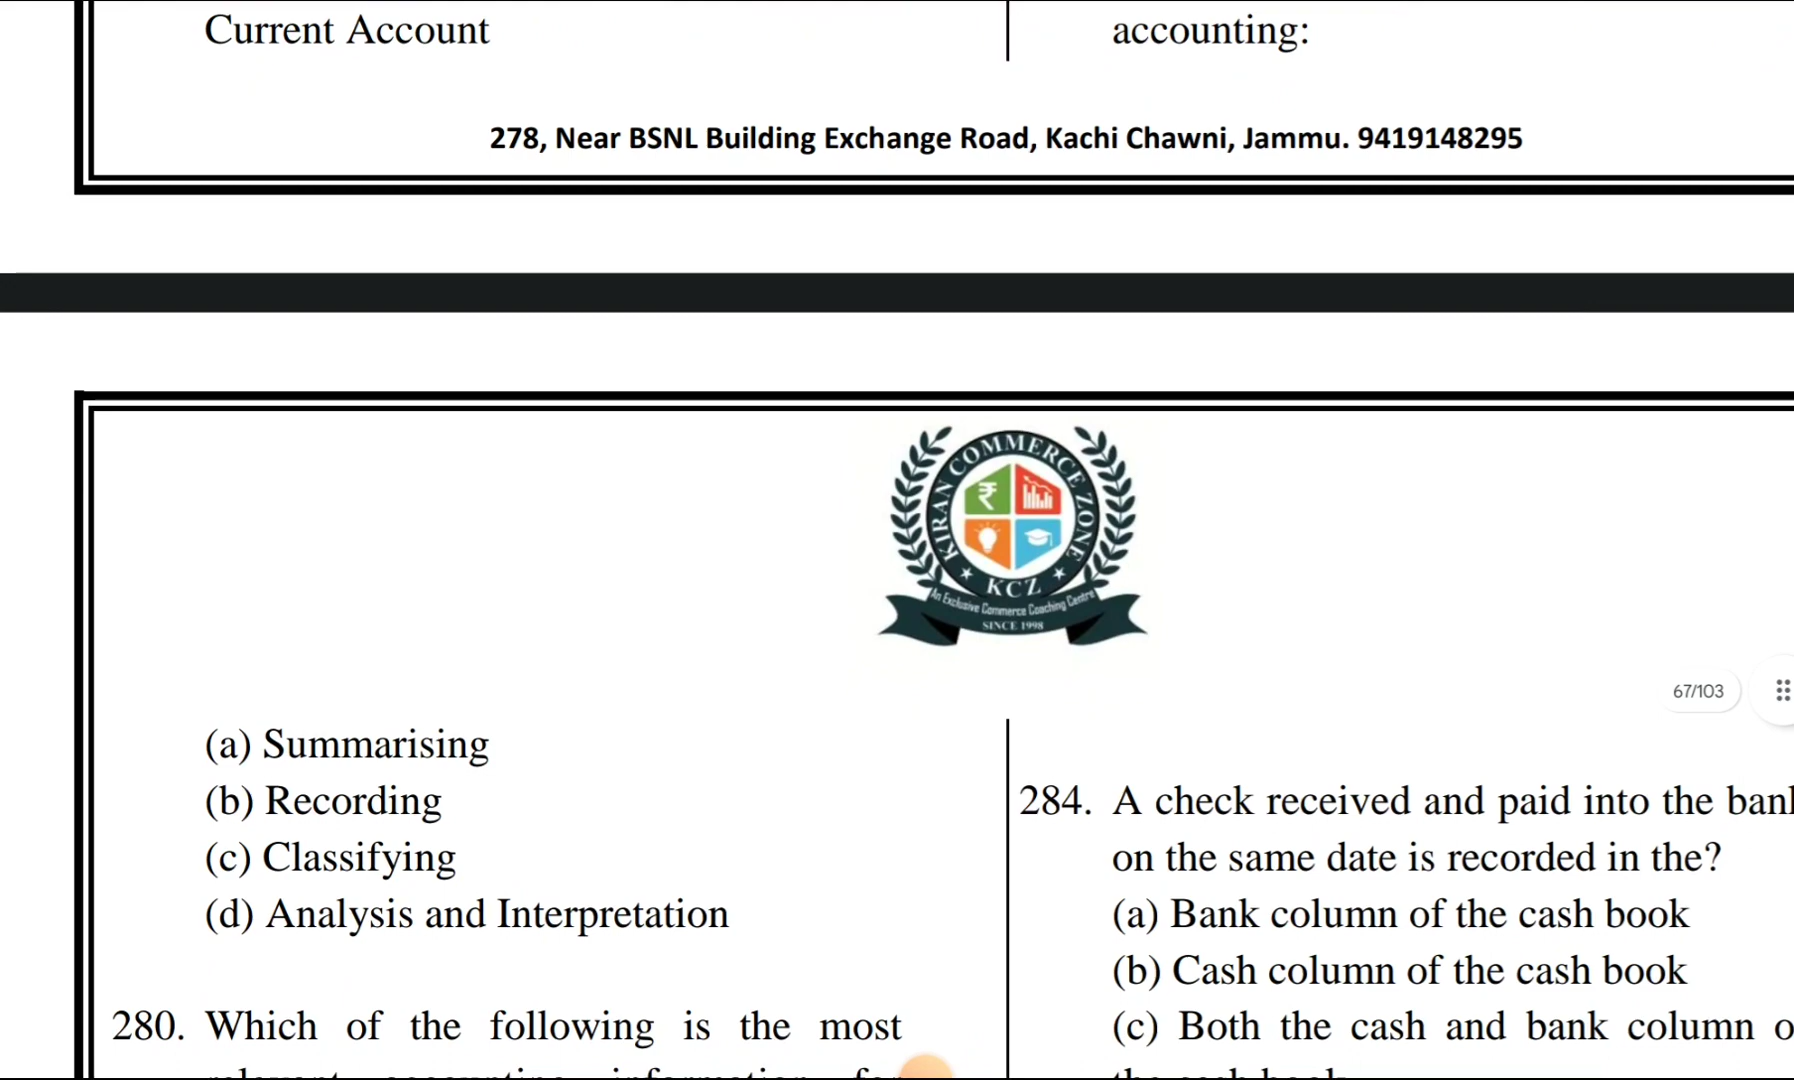 Current Account
accounting:
278, Near BSNL Building Exchange Road, Kachi Chawni, Jammu. 9419148295
KIRAN COMMERCE ZONE
KCZ
An Exclusive Commerce Coaching Centre
SINCE 1998
67/103
(a) Summarising
(b) Recording
(c) Classifying
(d) Analysis and Interpretation
280. Which of the following is the most
284. A check received and paid into the
on the same date is recorded in the?
(a) Bank column of the cash book
(b) Cash column of the cash book
(c) Both the cash and bank column